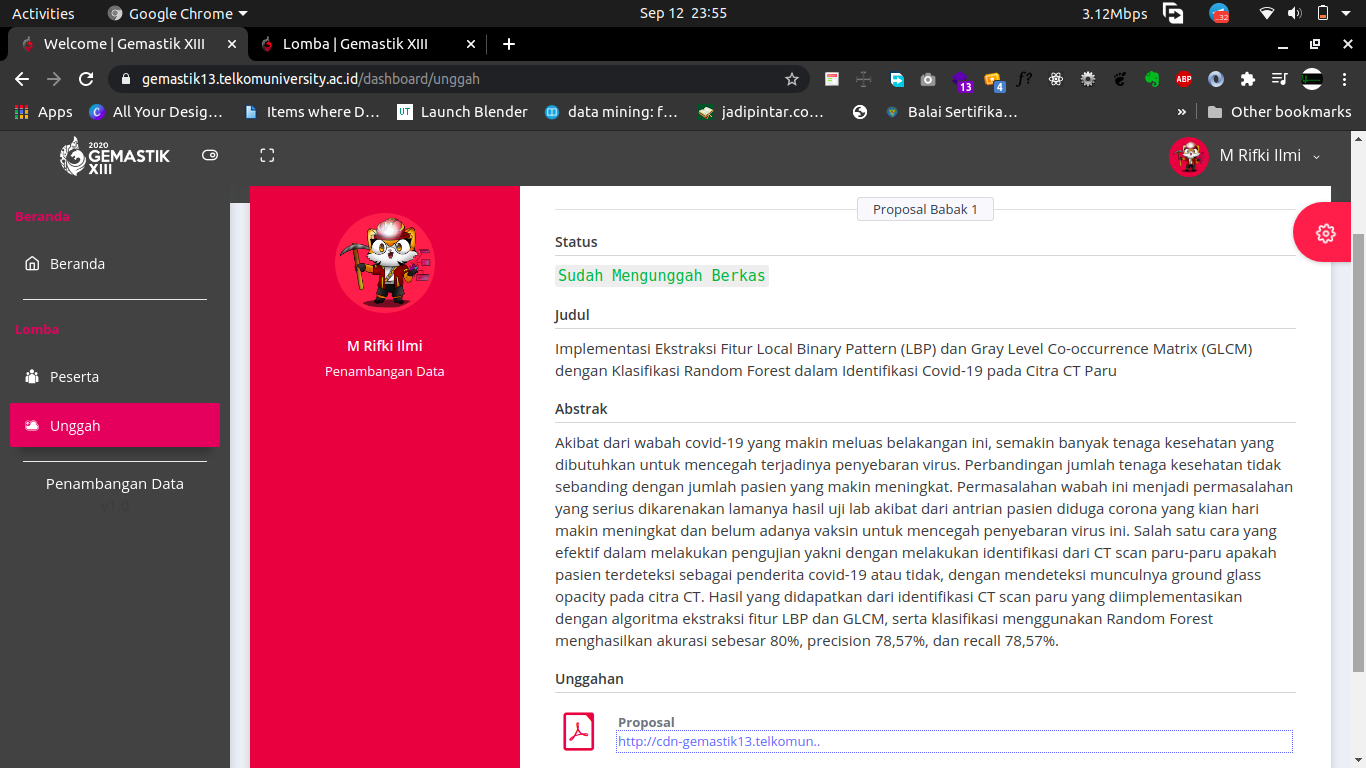 Activities
Google Chrome
Sep 12 23:55
3.12Mbps
32
Welcome | Gemastik XIII
Lomba | Gemastik XIII
gemastik13.telkomuniversity.ac.id/dashboard/unggah
13
4
f?
ABP
Apps
All Your Desig…
Items where D…
UT
Launch Blender
data mining: f…
jadipintar.co…
Balai Sertifika…
»
Other bookmarks
2020
GEMASTIK
XIII
M Rifki Ilmi
Beranda
Beranda
Lomba
Peserta
Unggah
Penambangan Data
v1.0
M Rifki Ilmi
Penambangan Data
Proposal Babak 1
Status
Sudah Mengunggah Berkas
Judul
Implementasi Ekstraksi Fitur Local Binary Pattern (LBP) dan Gray Level Co-occurrence Matrix (GLCM)
dengan Klasifikasi Random Forest dalam Identifikasi Covid-19 pada Citra CT Paru
Abstrak
Akibat dari wabah covid-19 yang makin meluas belakangan ini, semakin banyak tenaga kesehatan yang
dibutuhkan untuk mencegah terjadinya penyebaran virus. Perbandingan jumlah tenaga kesehatan tidak
sebanding dengan jumlah pasien yang makin meningkat. Permasalahan wabah ini menjadi permasalahan
yang serius dikarenakan lamanya hasil uji lab akibat dari antrian pasien diduga corona yang kian hari
makin meningkat dan belum adanya vaksin untuk mencegah penyebaran virus ini. Salah satu cara yang
efektif dalam melakukan pengujian yakni dengan melakukan identifikasi dari CT scan paru-paru apakah
pasien terdeteksi sebagai penderita covid-19 atau tidak, dengan mendeteksi munculnya ground glass
opacity pada citra CT. Hasil yang didapatkan dari identifikasi CT scan paru yang diimplementasikan
dengan algoritma ekstraksi fitur LBP dan GLCM, serta klasifikasi menggunakan Random Forest
menghasilkan akurasi sebesar 80%, precision 78,57%, dan recall 78,57%.
Unggahan
Proposal
http://cdn-gemastik13.telkomun..